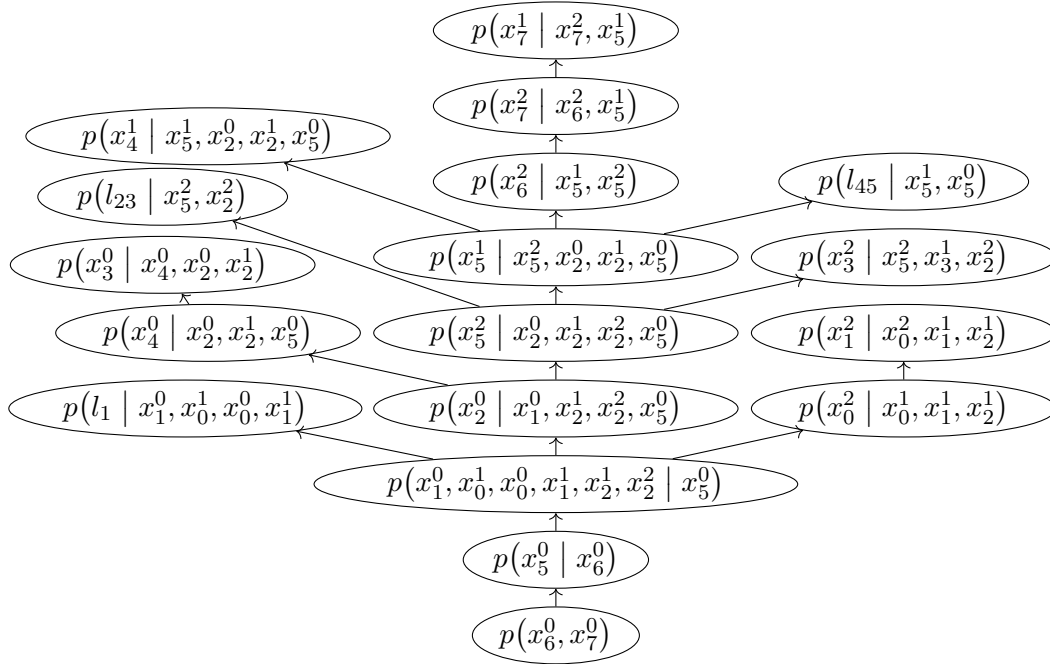 p(x_7^1 | x_7^2, x_5^1)
p(x_7^2 | x_6^2, x_5^1)
p(x_4^1 | x_5^1, x_2^0, x_2^1, x_5^0)
p(x_6^2 | x_5^1, x_5^2)
p(l_{45} | x_5^1, x_5^0)
p(l_{23} | x_5^2, x_2^2)
p(x_5^1 | x_5^2, x_2^0, x_2^1, x_5^0)
p(x_3^2 | x_5^2, x_3^1, x_2^2)
p(x_3^0 | x_4^0, x_2^0, x_2^1)
p(x_4^0 | x_2^0, x_2^1, x_5^0)
p(x_5^2 | x_2^0, x_2^1, x_2^2, x_5^0)
p(x_1^2 | x_0^2, x_1^1, x_2^1)
p(l_1 | x_1^0, x_0^1, x_0^0, x_1^1)
p(x_2^0 | x_1^0, x_2^1, x_2^2, x_5^0)
p(x_0^2 | x_0^1, x_1^1, x_2^1)
p(x_1^0, x_0^1, x_0^0, x_1^1, x_2^1, x_2^2 | x_5^0)
p(x_5^0 | x_6^0)
p(x_6^0, x_7^0)